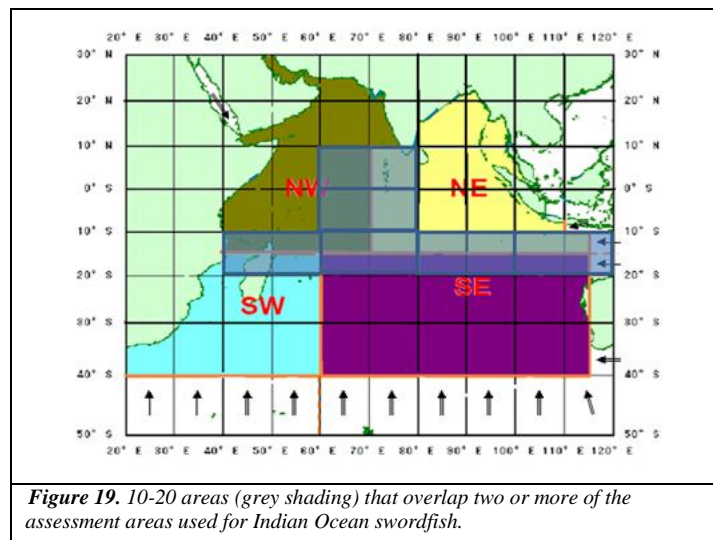 20° E 30° E 40° E 50° E 60° E 70° E 80° E 90° E 100° E 110° E 120° E
30° N 30° N
20° N 20° N
10° N 10° N
NW NE
0° S 0° S
10° S 10° S
20° S 20° S
SW SE
30° S 30° S
40° S 40° S
50° S 50° S
20° E 30° E 40° E 50° E 60° E 70° E 80° E 90° E 100° E 110° E 120° E
Figure 19. 10-20 areas (grey shading) that overlap two or more of the
assessment areas used for Indian Ocean swordfish.